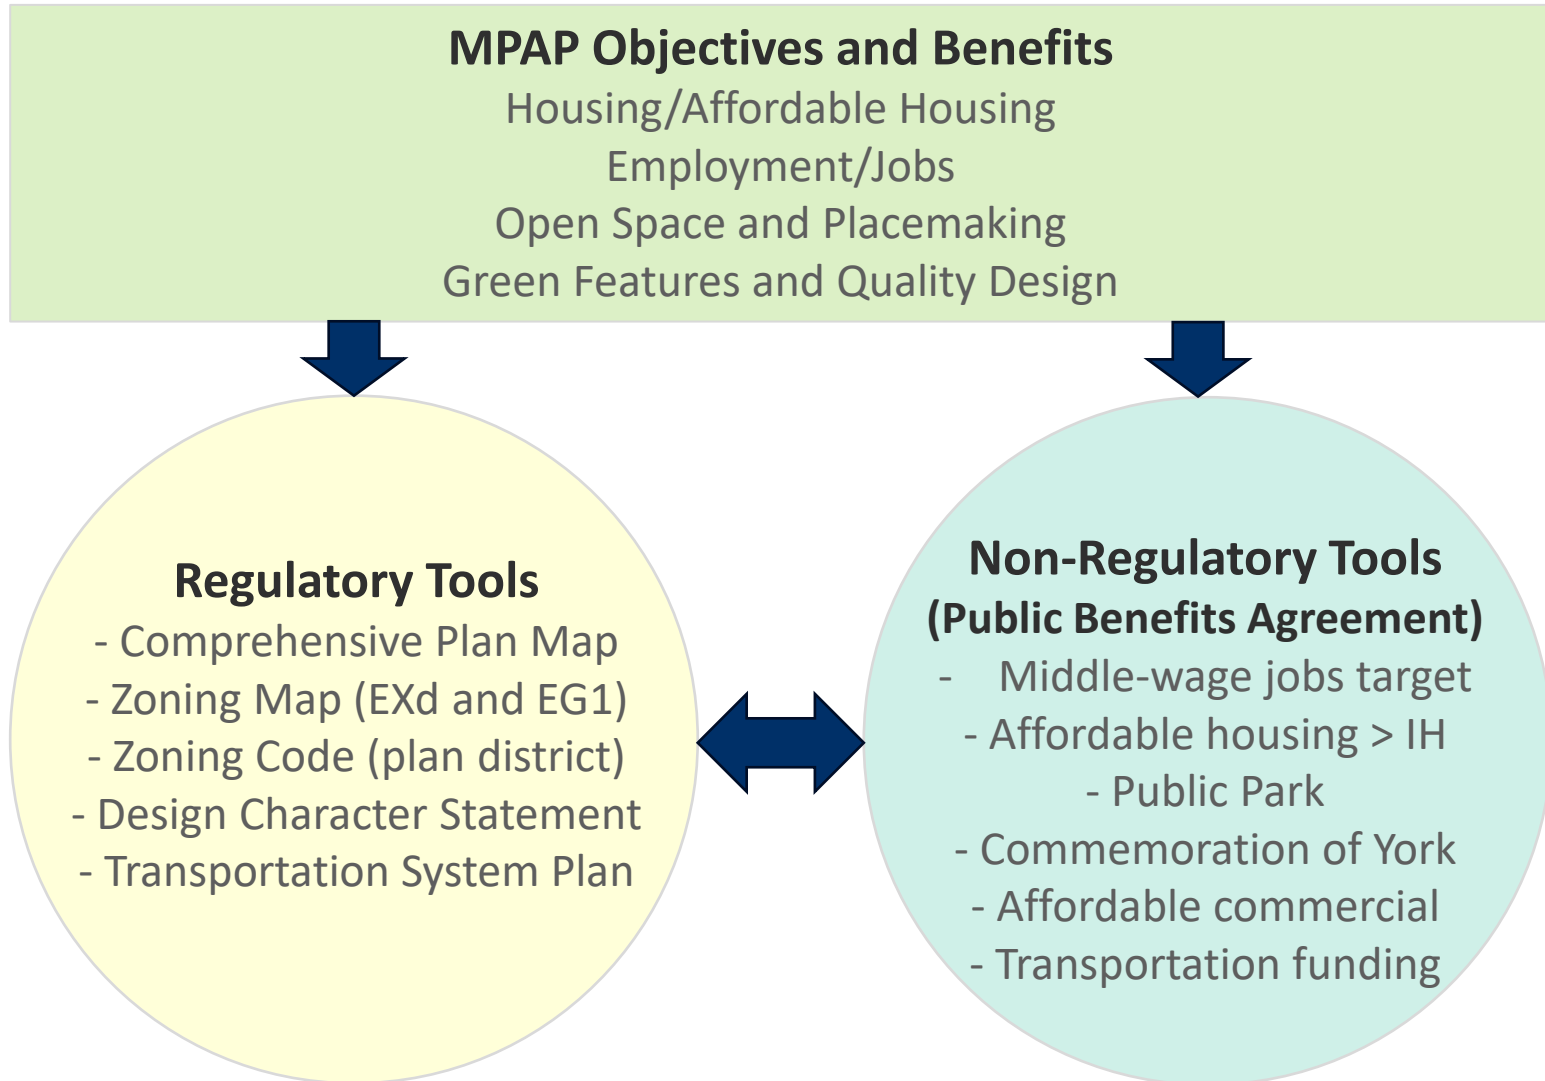 MPAP Objectives and Benefits
Housing/Affordable Housing
Employment/Jobs
Open Space and Placemaking
Green Features and Quality Design
Regulatory Tools
- Comprehensive Plan Map
- Zoning Map (EXd and EG1)
- Zoning Code (plan district)
- Design Character Statement
- Transportation System Plan
Non-Regulatory Tools
(Public Benefits Agreement)
- Middle-wage jobs target
- Affordable housing > IH
- Public Park
- Commemoration of York
- Affordable commercial
- Transportation funding